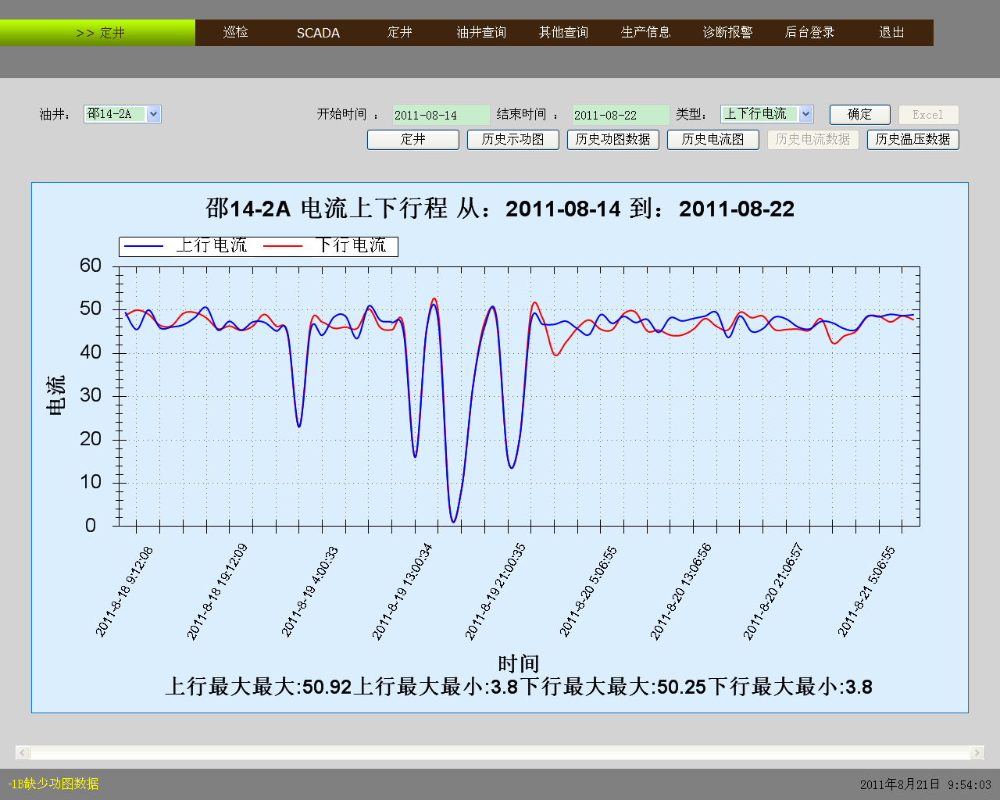 >> 定井 巡检 SCADA 定井 油井查询 其他查询 生产信息 诊断报警 后台登录 退出
油井： 邵14-2A 开始时间 ： 2011-08-14 结束时间 ： 2011-08-22 类型： 上下行电流 确定 Excel
定井 历史示功图 历史功图数据 历史电流图 历史电流数据 历史温压数据
邵14-2A 电流上下行程 从：2011-08-14 到：2011-08-22
上行电流 下行电流
60
50
40
30
20
10
0
电流
2011-8-18 9:12:08 2011-8-18 19:12:09 2011-8-19 4:00:33 2011-8-19 13:00:34 2011-8-19 21:00:35 2011-8-20 5:06:55 2011-8-20 13:06:56 2011-8-20 21:06:57 2011-8-21 5:06:55
时间
上行最大最大:50.92上行最大最小:3.8下行最大最大:50.25下行最大最小:3.8
-1B缺少功图数据 2011年8月21日 9:54:03